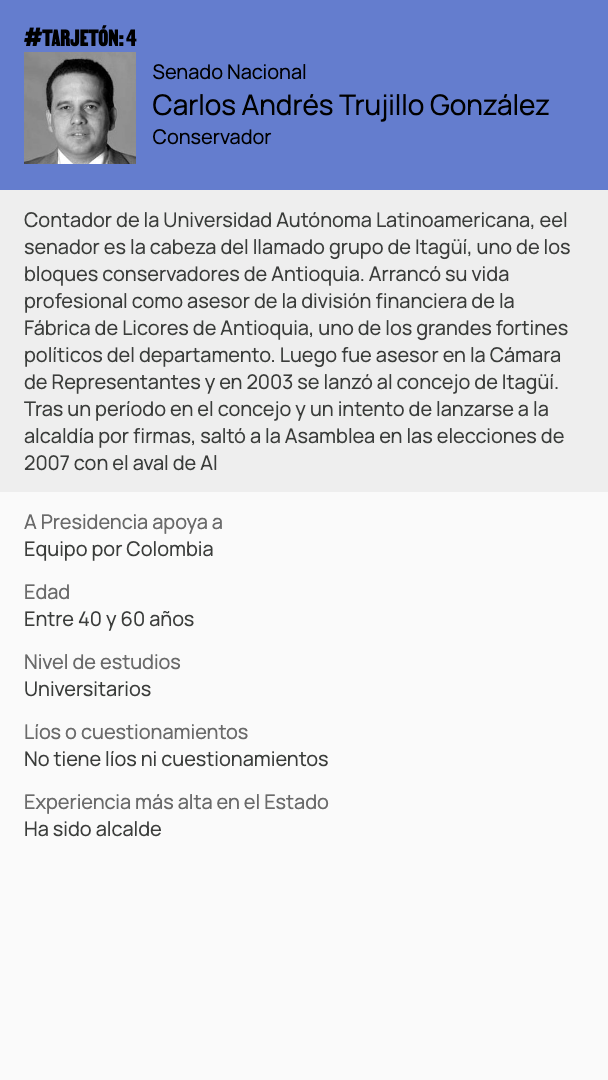 #TARJETÓN: 4
Senado Nacional
Carlos Andrés Trujillo González
Conservador
Contador de la Universidad Autónoma Latinoamericana, eel
senador es la cabeza del llamado grupo de Itagüí, uno de los
bloques conservadores de Antioquia. Arrancó su vida
profesional como asesor de la división financiera de la
Fábrica de Licores de Antioquia, uno de los grandes fortines
políticos del departamento. Luego fue asesor en la Cámara
de Representantes y en 2003 se lanzó al concejo de Itagüí.
Tras un período en el concejo y un intento de lanzarse a la
alcaldía por firmas, saltó a la Asamblea en las elecciones de
2007 con el aval de Al
A Presidencia apoya a
Equipo por Colombia
Edad
Entre 40 y 60 años
Nivel de estudios
Universitarios
Líos o cuestionamientos
No tiene líos ni cuestionamientos
Experiencia más alta en el Estado
Ha sido alcalde